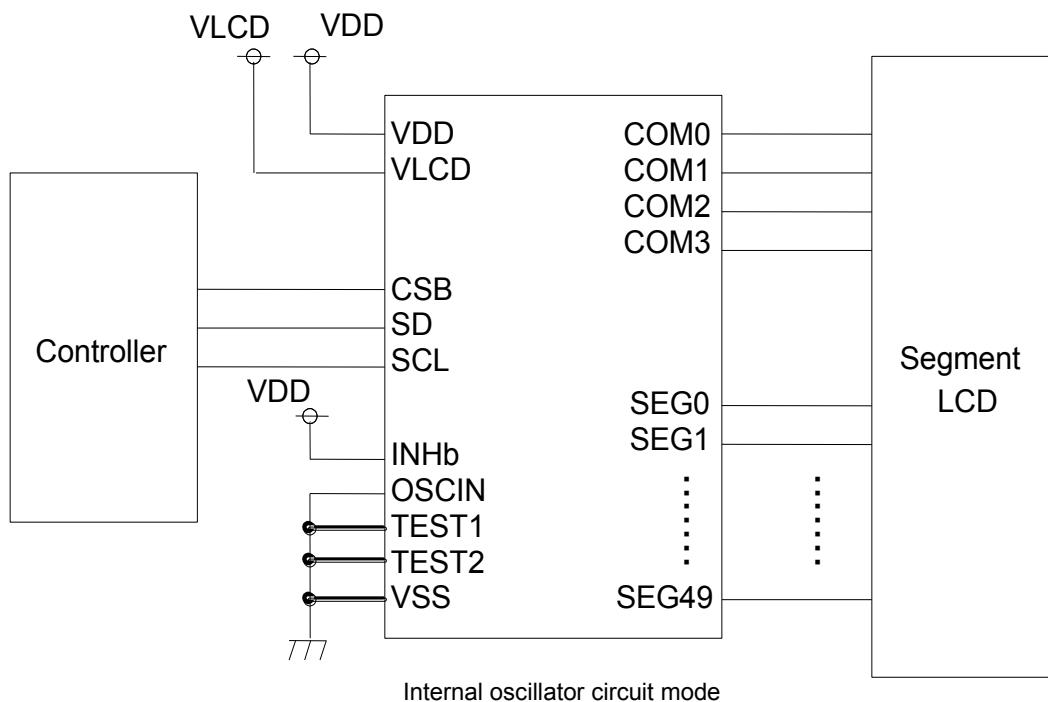 VLCD
VDD
VDD
VLCD
CSB
SD
SCL
VDD
INHb
OSCIN
TEST1
TEST2
VSS
COM0
COM1
COM2
COM3
SEG0
SEG1
SEG49
Controller
Segment
LCD
Internal oscillator circuit mode